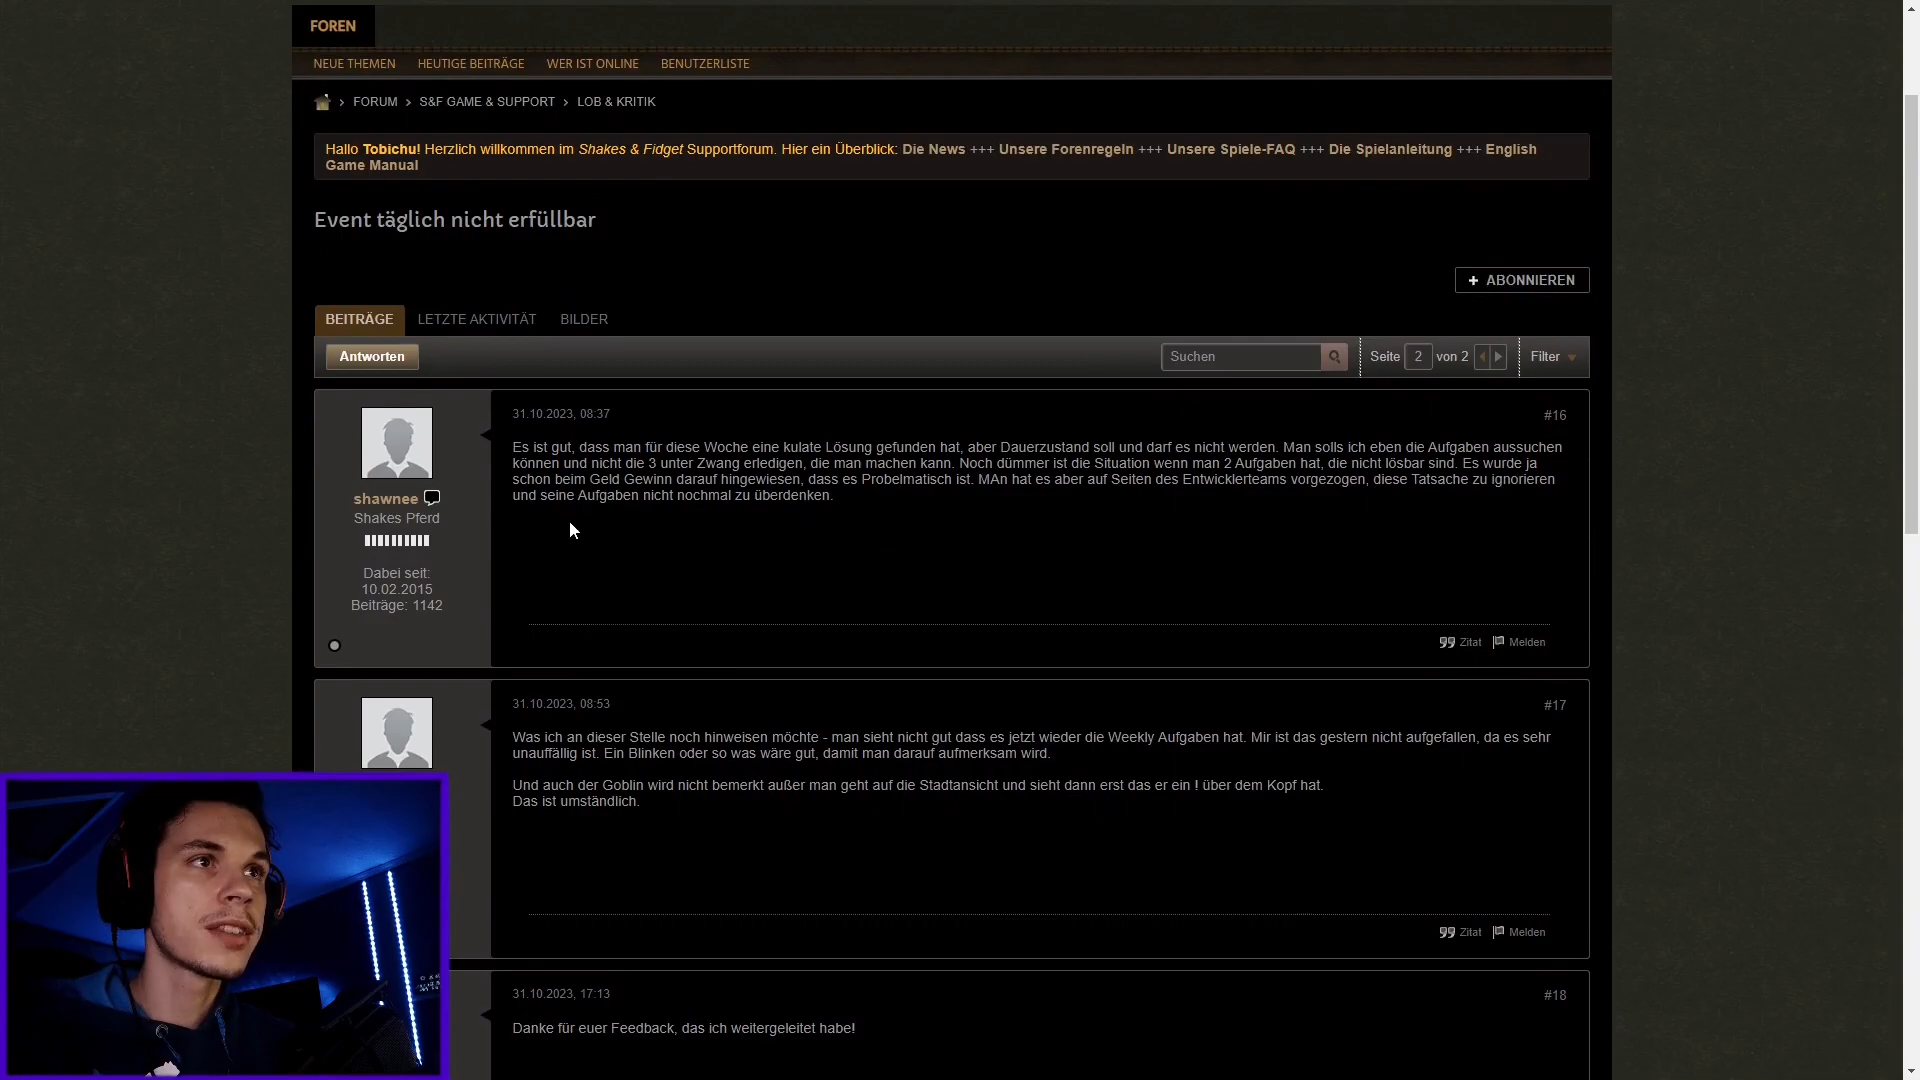 FOREN
NEUE THEMEN HEUTIGE BEITRÄGE WER IST ONLINE BENUTZERLISTE
FORUM › S&F GAME & SUPPORT › LOB & KRITIK
Hallo Tobichu! Herzlich willkommen im Shakes & Fidget Supportforum. Hier ein Überblick: Die News +++ Unsere Forenregeln +++ Unsere Spiele-FAQ +++ Die Spielanleitung +++ English
Game Manual
Event täglich nicht erfüllbar
+ ABONNIEREN
BEITRÄGE LETZTE AKTIVITÄT BILDER
Antworten Suchen Seite 2 von 2 Filter
31.10.2023, 08:37 #16
Es ist gut, dass man für diese Woche eine kulate Lösung gefunden hat, aber Dauerzustand soll und darf es nicht werden. Man solls ich eben die Aufgaben aussuchen
können und nicht die 3 unter Zwang erledigen, die man machen kann. Noch dümmer ist die Situation wenn man 2 Aufgaben hat, die nicht lösbar sind. Es wurde ja
schon beim Geld Gewinn darauf hingewiesen, dass es Probelmatisch ist. MAn hat es aber auf Seiten des Entwicklerteams vorgezogen, diese Tatsache zu ignorieren
und seine Aufgaben nicht nochmal zu überdenken.
shawnee
Shakes Pferd
Dabei seit:
10.02.2015
Beiträge: 1142
Zitat Melden
31.10.2023, 08:53 #17
Was ich an dieser Stelle noch hinweisen möchte - man sieht nicht gut dass es jetzt wieder die Weekly Aufgaben hat. Mir ist das gestern nicht aufgefallen, da es sehr
unauffällig ist. Ein Blinken oder so was wäre gut, damit man darauf aufmerksam wird.
Und auch der Goblin wird nicht bemerkt außer man geht auf die Stadtansicht und sieht dann erst das er ein ! über dem Kopf hat.
Das ist umständlich.
Zitat Melden
31.10.2023, 17:13 #18
Danke für euer Feedback, das ich weitergeleitet habe!